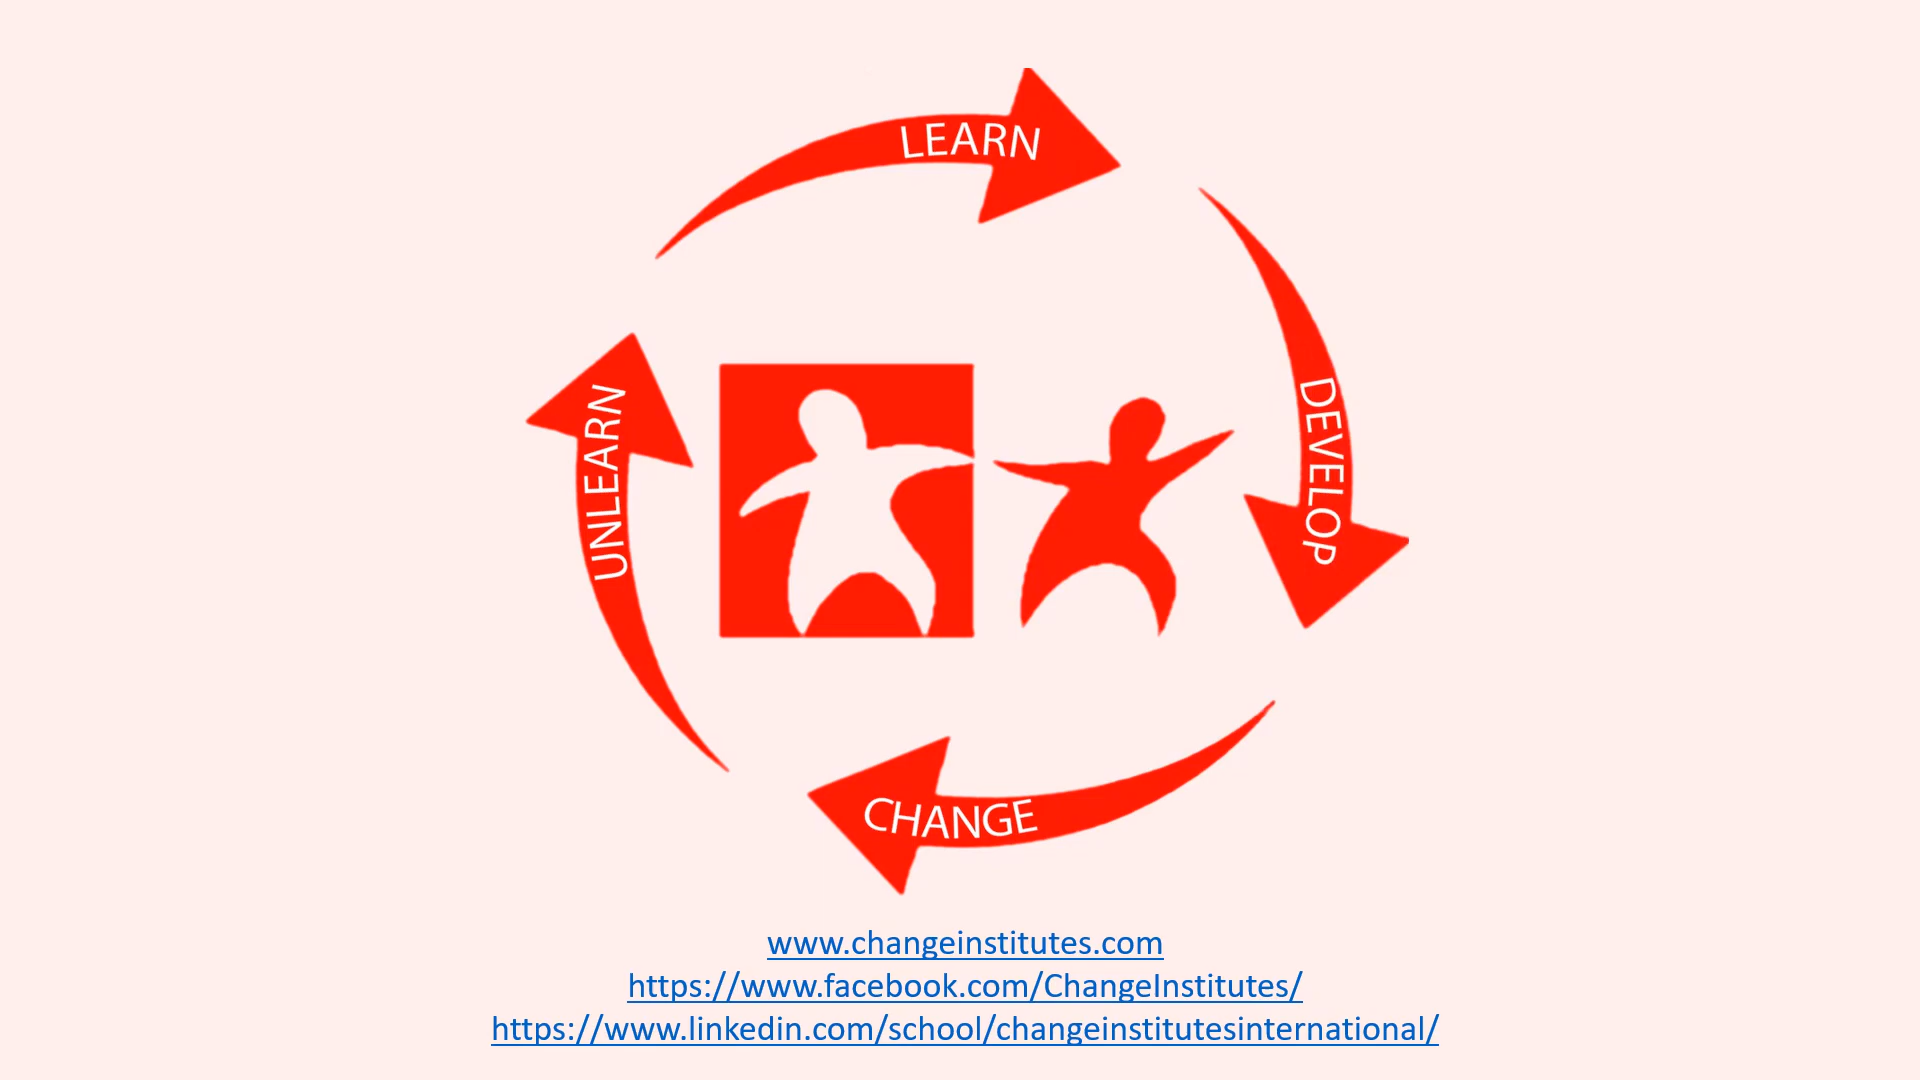 LEARN
DEVELOP
CHANGE
UNLEARN
www.changeinstitutes.com
https://www.facebook.com/ChangeInstitutes/
https://www.linkedin.com/school/changeinstitutesinternational/